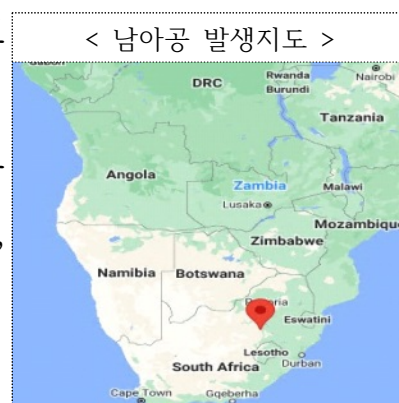 < 남아공 발생지도 >
Gabon
DRC
Rwanda
Burundi
Nairobi
Tanzania
Angola
Zambia
Malawi
Lusaka
Mozambique
Zimbabwe
Namibia
Botswana
Eswatini
Lesotho
Durban
South Africa
Cape Town
Gqeberha